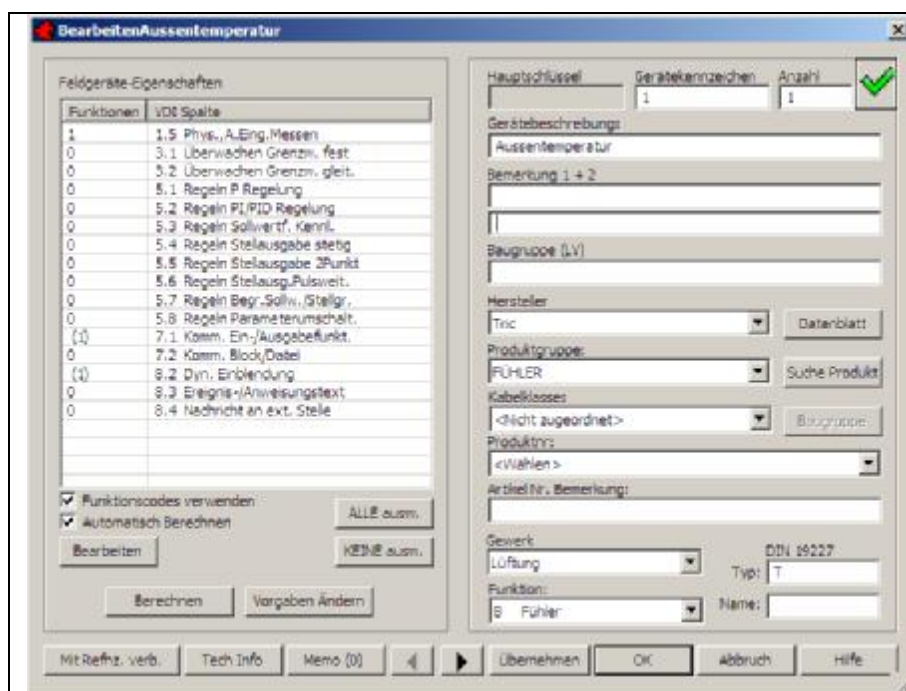 BearbeitenAussentemperatur
Feldgeräte-Eigenschaften
Funktionen VDI Spalte
1 1.5 Phys.,A.Eing.Messen
0 3.1 Überwachen Grenzw. fest
0 3.2 Überwachen Grenzw. gleit.
0 5.1 Regeln P Regelung
0 5.2 Regeln PI/PID Regelung
0 5.3 Regeln Sollwertf. Kennl.
0 5.4 Regeln Stellausgabe stetig
0 5.5 Regeln Stellausgabe 2Punkt
0 5.6 Regeln Stellausg.Pulsweit.
0 5.7 Regeln Begr.Sollw./Stellgr.
0 5.8 Regeln Parameterumschalt.
(1) 7.1 Komm. Ein-/Ausgabefunkt.
0 7.2 Komm. Block/Datei
(1) 8.2 Dyn. Einblendung
0 8.3 Ereignis-/Anweisungstext
0 8.4 Nachricht an ext. Stelle
Funktionscodes verwenden
Automatisch Berechnen
ALLE ausw.
Bearbeiten
KEINE ausw.
Berechnen
Vorgaben Ändern
Hauptschlüssel Gerätekennzeichen Anzahl
1 1
Gerätebeschreibung:
Aussentemperatur
Bemerkung 1 + 2
Baugruppe (LV)
Hersteller
Tric
Datenblatt
Produktgruppe:
FÜHLER
Suche Produkt
Kabelklasses
<Nicht zugeordnet>
Baugruppe
Produktnr:
<Wählen>
Artikel Nr. Bemerkung:
Gewerk
Lüftung
DIN 19227
Typ: T
Funktion:
B Fühler
Name:
Mit Refnz. verb.
Tech Info
Memo (0)
Übernehmen
OK
Abbruch
Hilfe